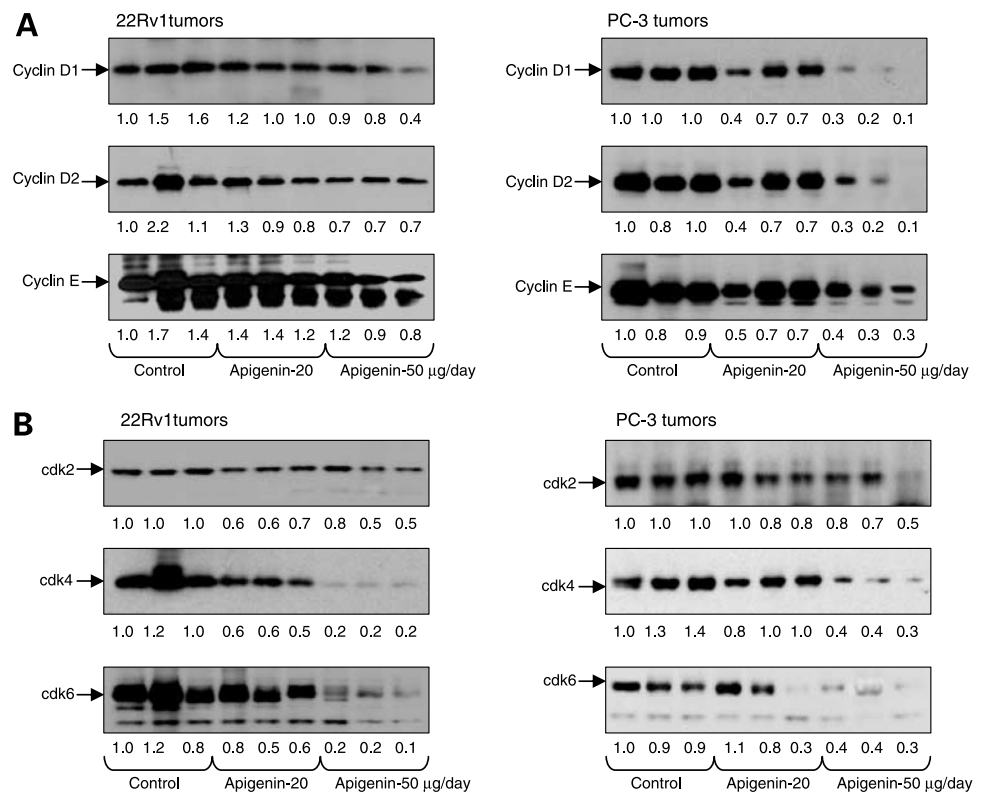 A
22Rv1tumors
Cyclin D1
1.0 1.5 1.6 1.2 1.0 1.0 0.9 0.8 0.4
Cyclin D2
1.0 2.2 1.1 1.3 0.9 0.8 0.7 0.7 0.7
Cyclin E
1.0 1.7 1.4 1.4 1.4 1.2 1.2 0.9 0.8
Control Apigenin-20 Apigenin-50 μg/day
PC-3 tumors
Cyclin D1
1.0 1.0 1.0 0.4 0.7 0.7 0.3 0.2 0.1
Cyclin D2
1.0 0.8 1.0 0.4 0.7 0.7 0.3 0.2 0.1
Cyclin E
1.0 0.8 0.9 0.5 0.7 0.7 0.4 0.3 0.3
Control Apigenin-20 Apigenin-50 μg/day
B
22Rv1tumors
cdk2
1.0 1.0 1.0 0.6 0.6 0.7 0.8 0.5 0.5
cdk4
1.0 1.2 1.0 0.6 0.6 0.5 0.2 0.2 0.2
cdk6
1.0 1.2 0.8 0.8 0.5 0.6 0.2 0.2 0.1
Control Apigenin-20 Apigenin-50 μg/day
PC-3 tumors
cdk2
1.0 1.0 1.0 1.0 0.8 0.8 0.8 0.7 0.5
cdk4
1.0 1.3 1.4 0.8 1.0 1.0 0.4 0.4 0.3
cdk6
1.0 0.9 0.9 1.1 0.8 0.3 0.4 0.4 0.3
Control Apigenin-20 Apigenin-50 μg/day